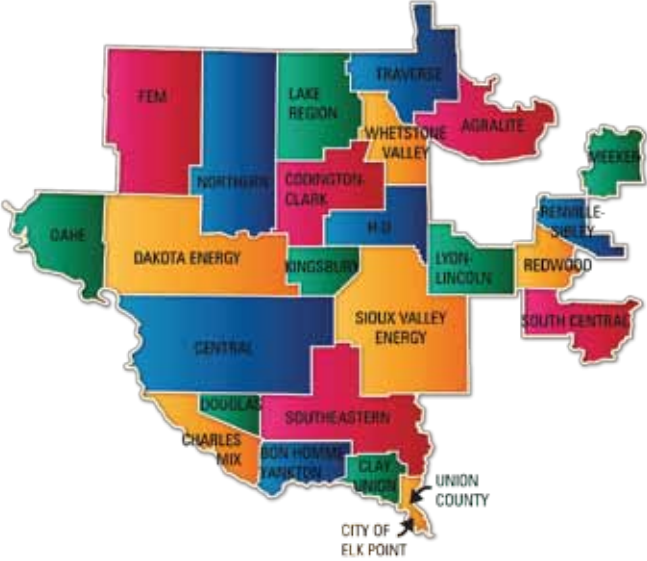 TRAVERSE
FEM
LAKE
REGION
AGRALITE
WHETSTONE
VALLEY
MEEKER
NORTHERN
CODINGTON-
CLARK
RENVILLE-
SIBLEY
H-D
OAHE
DAKOTA ENERGY
KINGSBURY
LYON-
LINCOLN
REDWOOD
SIOUX VALLEY
ENERGY
SOUTH CENTRAL
CENTRAL
DOUGLAS
SOUTHEASTERN
CHARLES
MIX
BON HOMME
YANKTON
CLAY
UNION
UNION
COUNTY
CITY OF
ELK POINT